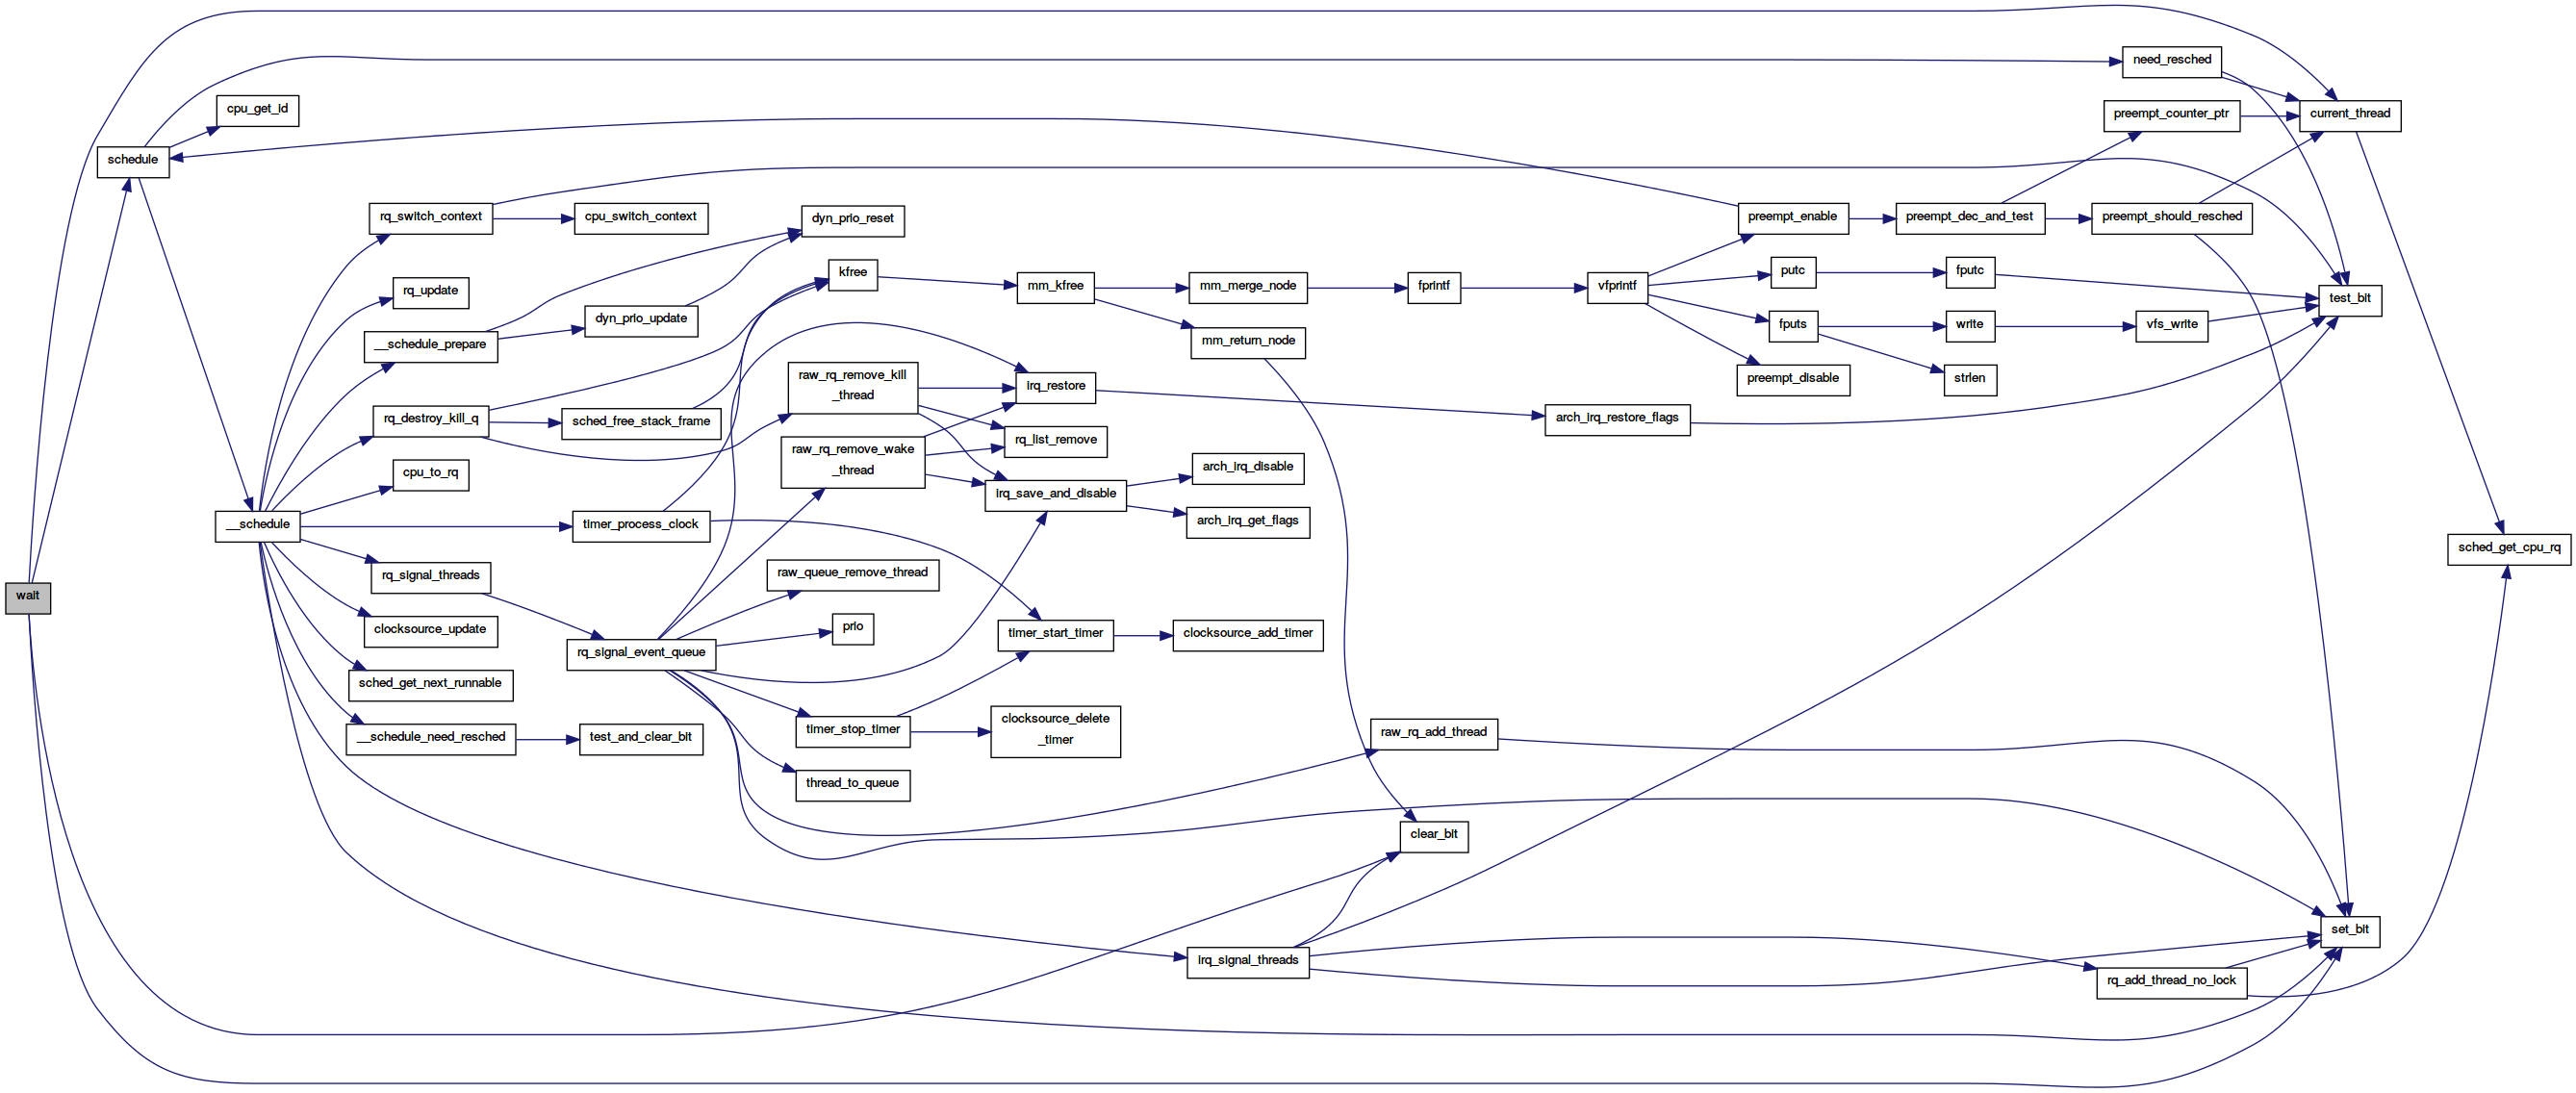 wait
schedule
cpu_get_id
__schedule
rq_switch_context
rq_update
__schedule_prepare
rq_destroy_kill_q
cpu_to_rq
rq_signal_threads
clocksource_update
sched_get_next_runnable
__schedule_need_resched
cpu_switch_context
dyn_prio_update
sched_free_stack_frame
timer_process_clock
rq_signal_event_queue
test_and_clear_bit
dyn_prio_reset
kfree
raw_rq_remove_kill
_thread
raw_rq_remove_wake
_thread
raw_queue_remove_thread
prio
timer_stop_timer
thread_to_queue
mm_kfree
irq_restore
rq_list_remove
irq_save_and_disable
timer_start_timer
clocksource_delete
_timer
mm_merge_node
mm_return_node
arch_irq_disable
arch_irq_get_flags
clocksource_add_timer
irq_signal_threads
fprintf
raw_rq_add_thread
clear_bit
vfprintf
arch_irq_restore_flags
preempt_enable
putc
fputs
preempt_disable
preempt_dec_and_test
fputc
write
strlen
need_resched
preempt_counter_ptr
preempt_should_resched
vfs_write
rq_add_thread_no_lock
current_thread
test_bit
set_bit
sched_get_cpu_rq